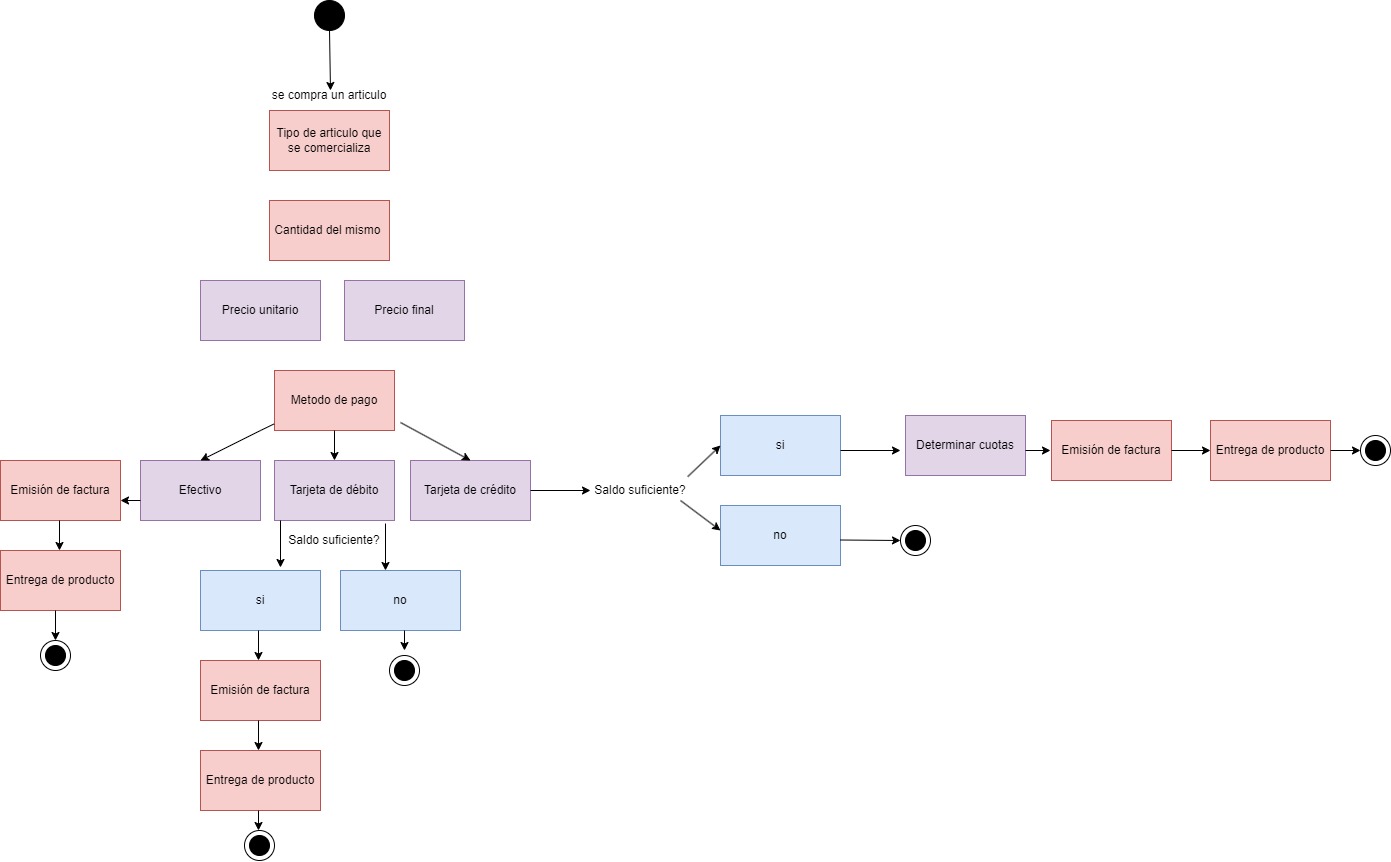 se compra un articulo
Tipo de articulo que
se comercializa
Cantidad del mismo
Precio unitario
Precio final
Metodo de pago
Emisión de factura
Efectivo
Tarjeta de débito
Tarjeta de crédito
Saldo suficiente?
si
Determinar cuotas
Emisión de factura
Entrega de producto
no
Entrega de producto
Saldo suficiente?
si
no
Emisión de factura
Entrega de producto